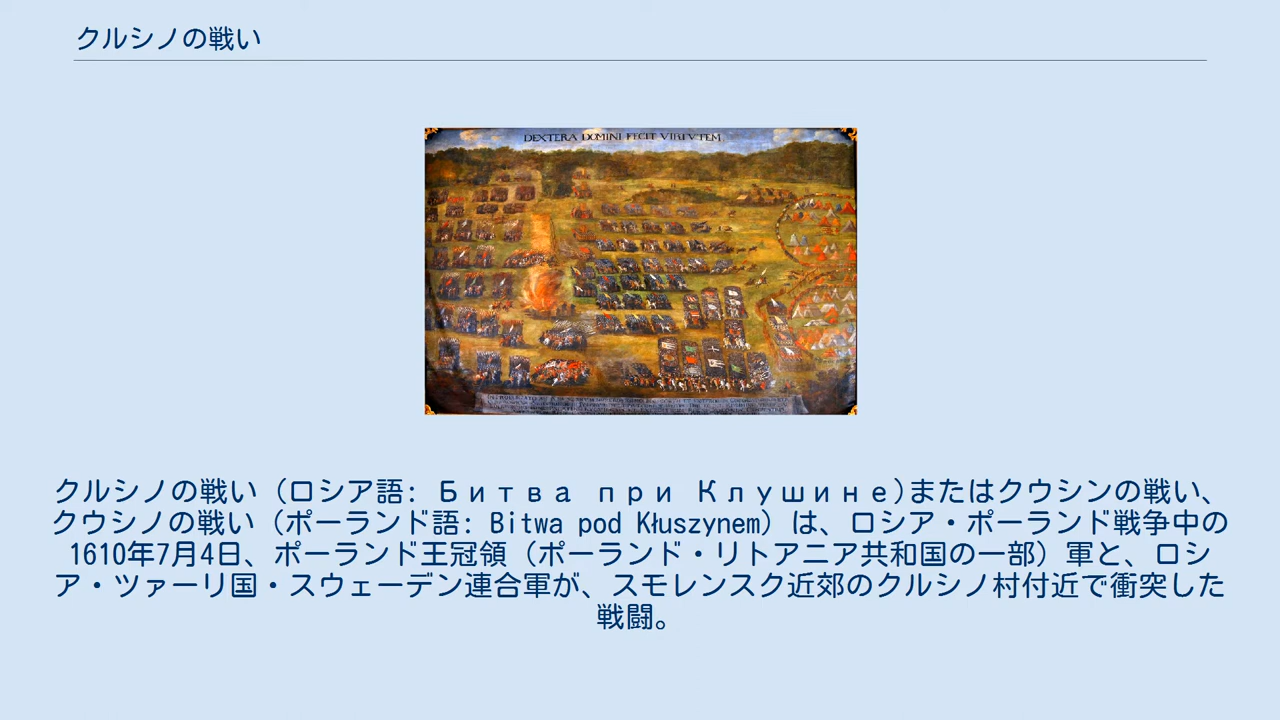 クルシノの戦い
DEXTERA DOMINI FECIT VIRTVTEM
クルシノの戦い（ロシア語: Битва при Клушине)またはクウシンの戦い、
クウシノの戦い（ポーランド語: Bitwa pod Kłuszynem）は、ロシア・ポーランド戦争中の
1610年7月4日、ポーランド王冠領（ポーランド・リトアニア共和国の一部）軍と、ロシ
ア・ツァーリ国・スウェーデン連合軍が、スモレンスク近郊のクルシノ村付近で衝突した
戦闘。